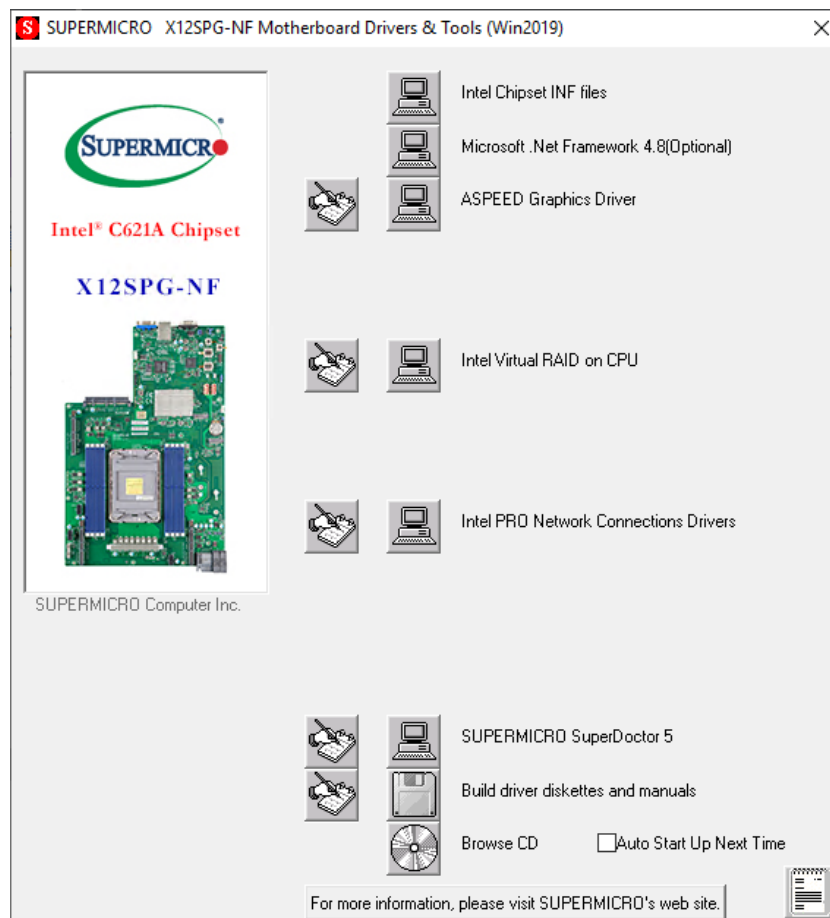 SUPERMICRO X12SPG-NF Motherboard Drivers & Tools (Win2019)
SUPERMICR
Intel® C621A Chipset
X12SPG-NF
SUPERMICRO Computer Inc.
Intel Chipset INF files
Microsoft .Net Framework 4.8(Optional)
ASPEED Graphics Driver
Intel Virtual RAID on CPU
Intel PRO Network Connections Drivers
SUPERMICRO SuperDoctor 5
Build driver diskettes and manuals
Browse CD
Auto Start Up Next Time
For more information, please visit SUPERMICRO's web site.